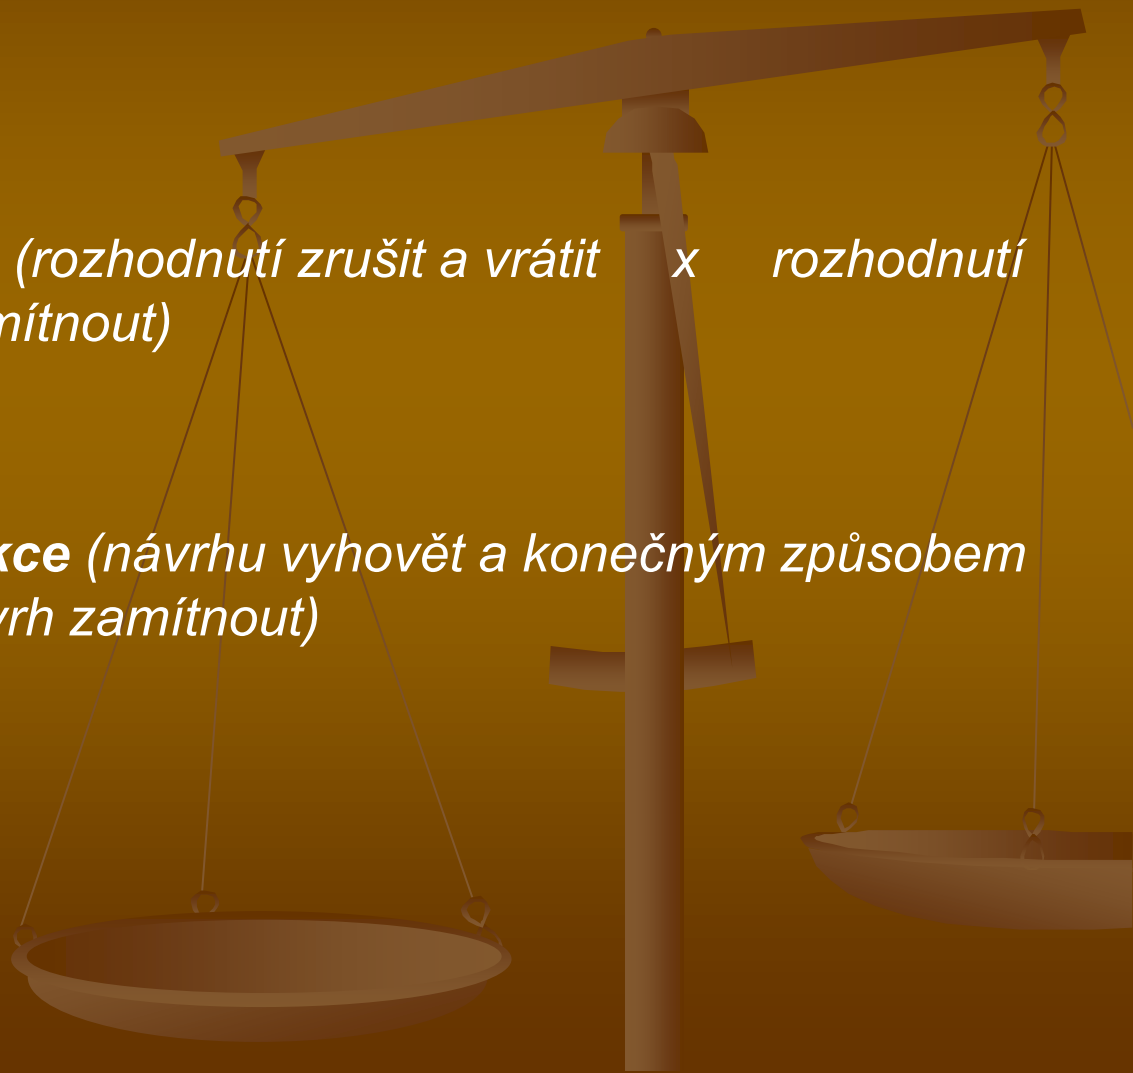 (rozhodnutí zrušit a vrátit x rozhodnutí
mítnout)
kce (návrhu vyhovět a konečným způsobem
vrh zamítnout)